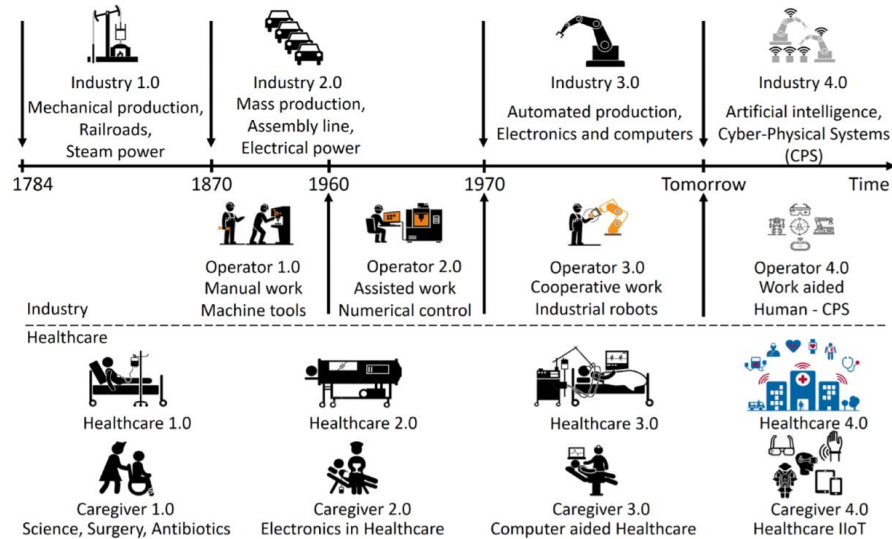 Industry 1.0
Mechanical production,
Railroads,
Steam power
Industry 2.0
Mass production,
Assembly line,
Electrical power
Industry 3.0
Automated production,
Electronics and computers
Industry 4.0
Artificial intelligence,
Cyber-Physical Systems
(CPS)
1784
1870
1960
1970
Tomorrow
Time
Operator 1.0
Manual work
Machine tools
Operator 2.0
Assisted work
Numerical control
Operator 3.0
Cooperative work
Industrial robots
Operator 4.0
Work aided
Human - CPS
Industry
Healthcare
Healthcare 1.0
Healthcare 2.0
Healthcare 3.0
Healthcare 4.0
Caregiver 1.0
Science, Surgery, Antibiotics
Caregiver 2.0
Electronics in Healthcare
Caregiver 3.0
Computer aided Healthcare
Caregiver 4.0
Healthcare IIoT